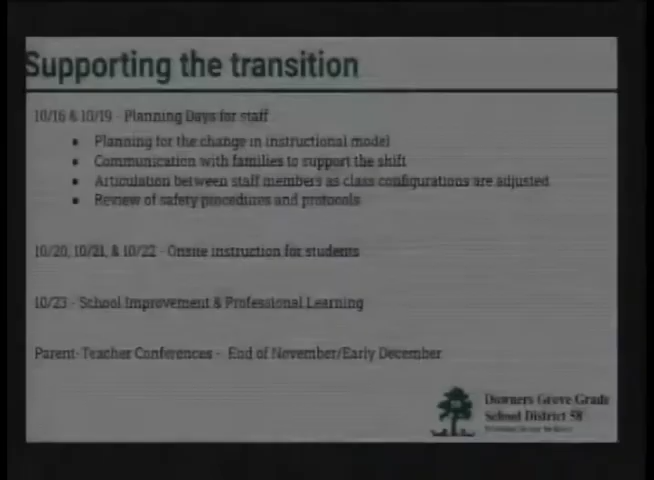 Supporting the transition
10/16 & 10/19 - Planning Days for staff
Planning for the change in instructional model
Communication with families to support the shift
Articulation between staff members as class configurations are adjusted
Review of safety procedures and protocols
10/20, 10/21, & 10/22 - Onsite instruction for students
10/23 - School Improvement & Professional Learning
Parent-Teacher Conferences - End of November/Early December
Downers Grove Grade
School District 58